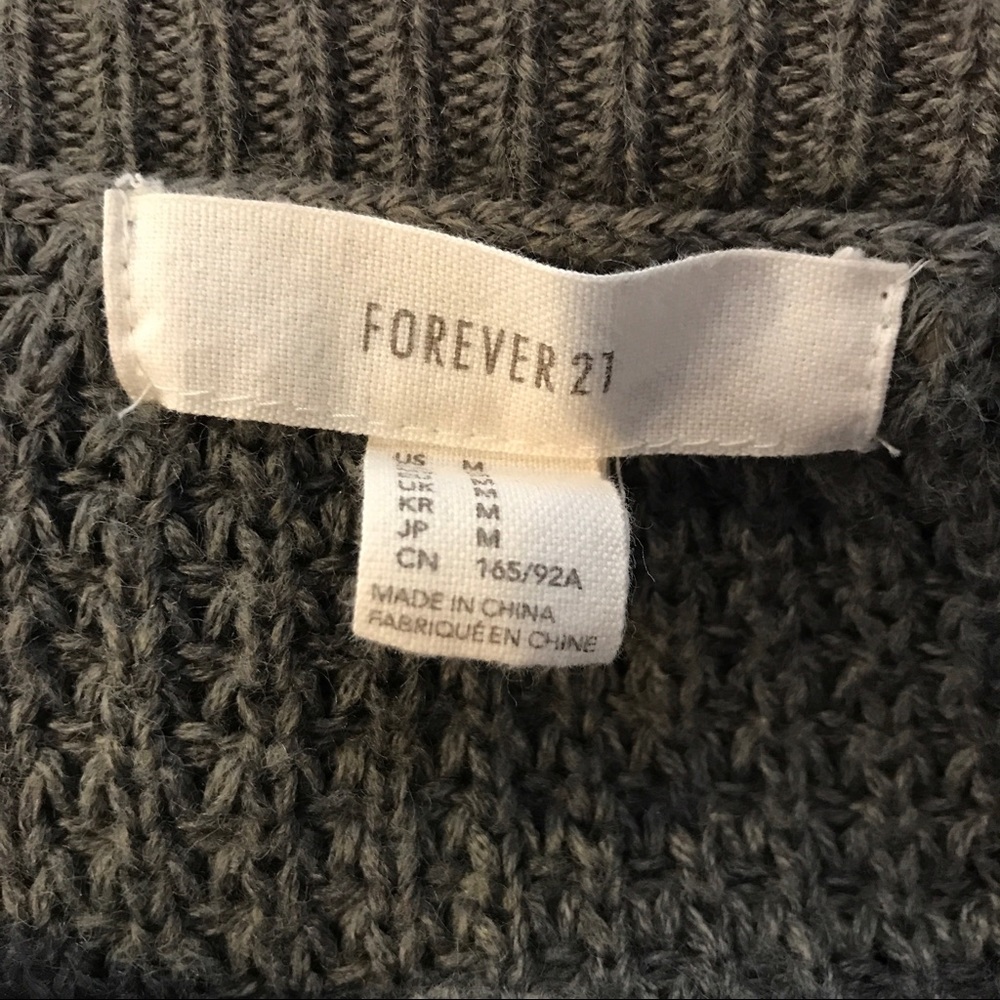 FOREVER 21
US M
UK M
KR M
JP M
CN 165/92A
MADE IN CHINA
FABRIQUÉ EN CHINE